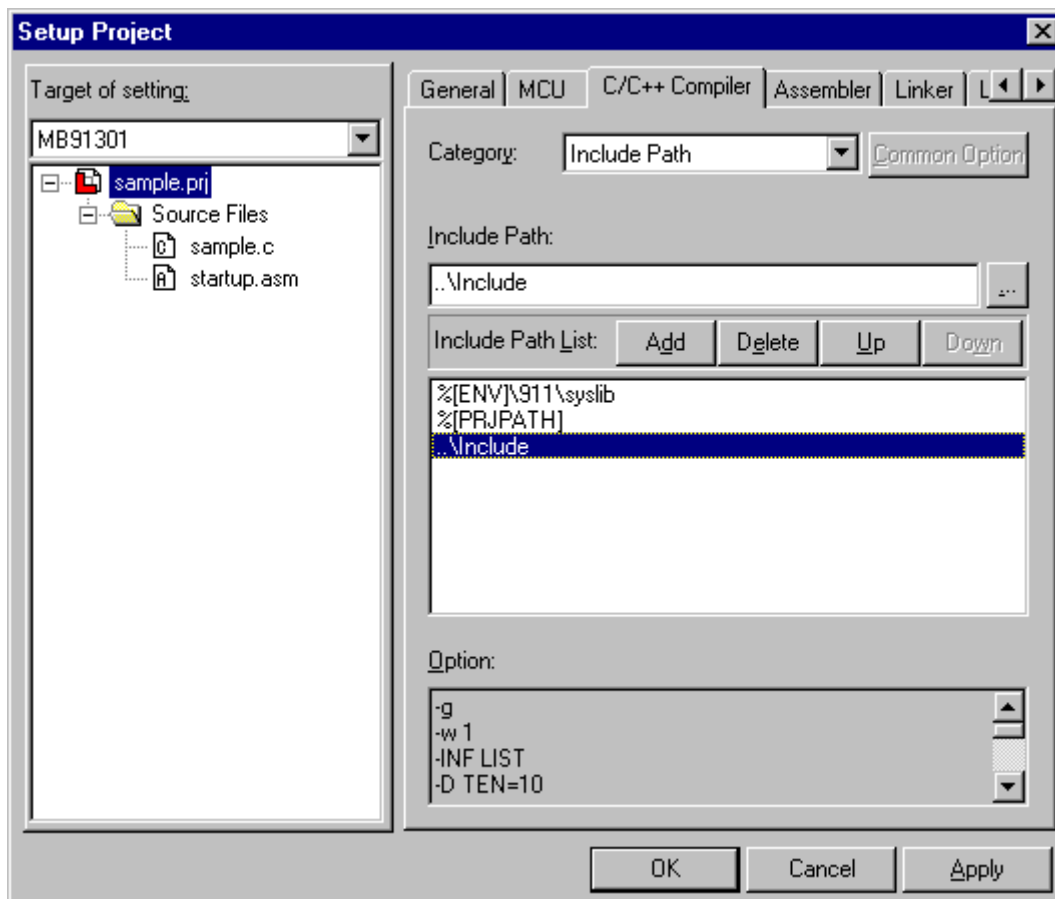 Setup Project
Target of setting:
MB91301
sample.prj
Source Files
sample.c
startup.asm
General MCU C/C++ Compiler Assembler Linker L
Category: Include Path Common Option
Include Path:
..\Include ...
Include Path List: Add Delete Up Down
%[ENV]\911\syslib
%[PRJPATH]
..\Include
Option:
-g
-w 1
-INF LIST
-D TEN=10
OK Cancel Apply